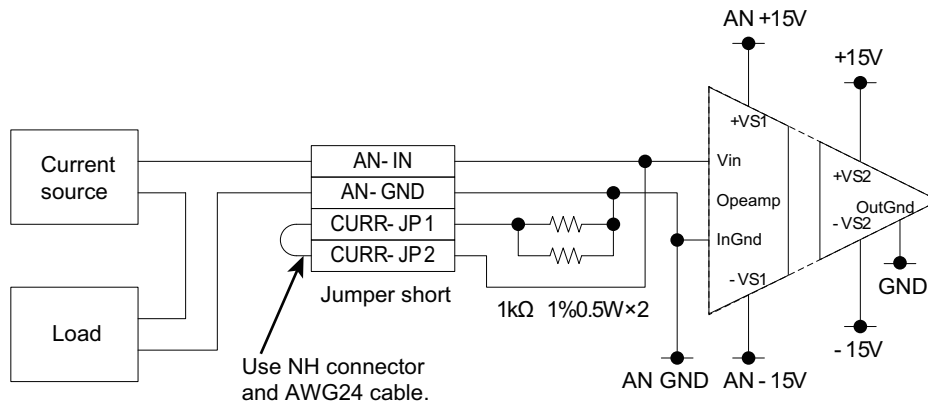 AN +15V
+15V
Current
source
AN- IN
AN- GND
CURR- JP1
CURR- JP2
Jumper short
+VS1
Vin
Opeamp
InGnd
- VS1
+VS2
OutGnd
- VS2
GND
1kΩ 1%0.5W×2
Load
Use NH connector
and AWG24 cable.
AN GND
AN - 15V
- 15V